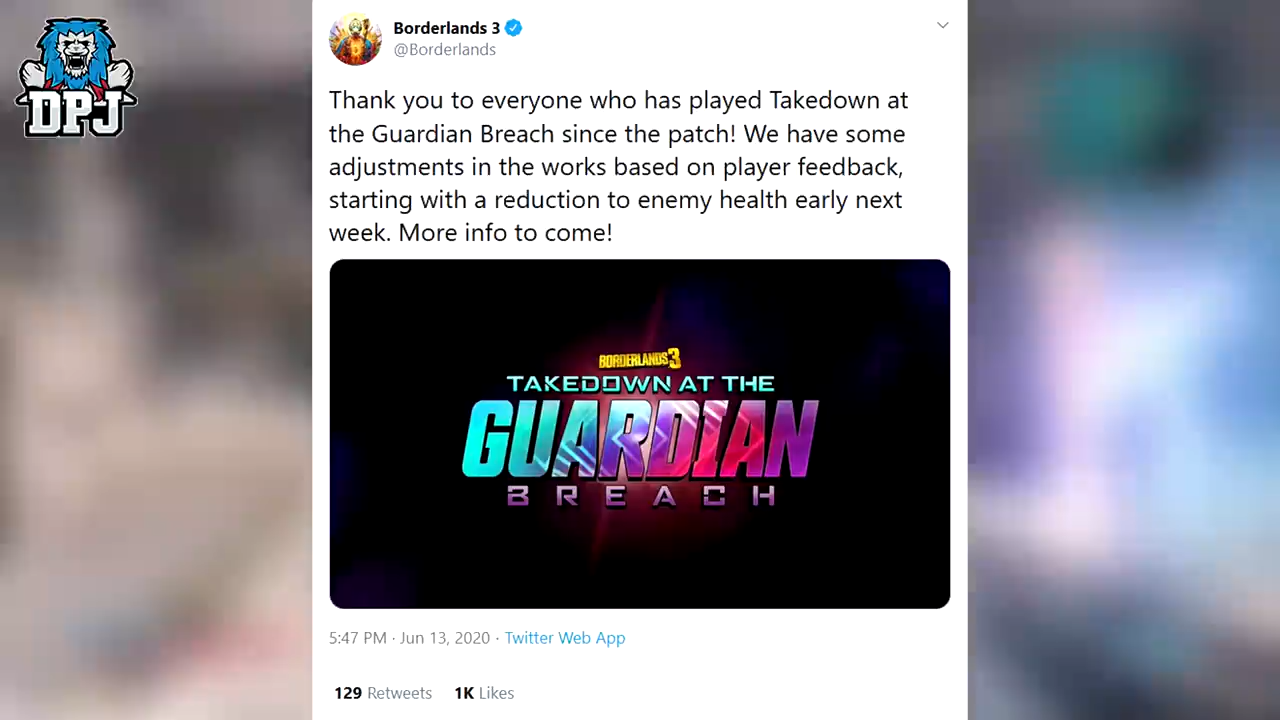 DPJ
Borderlands 3
@Borderlands
Thank you to everyone who has played Takedown at
the Guardian Breach since the patch! We have some
adjustments in the works based on player feedback,
starting with a reduction to enemy health early next
week. More info to come!
BORDERLANDS 3
TAKEDOWN AT THE
GUARDIAN
BREACH
5:47 PM · Jun 13, 2020 · Twitter Web App
129 Retweets 1K Likes